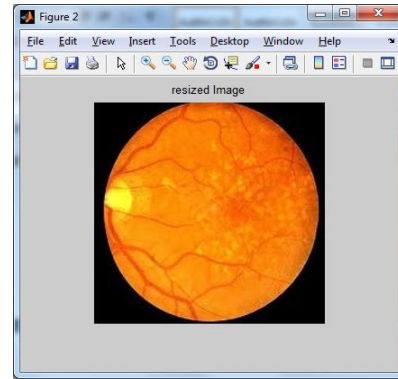 Figure 2
File Edit View Insert Tools Desktop Window Help
resized Image